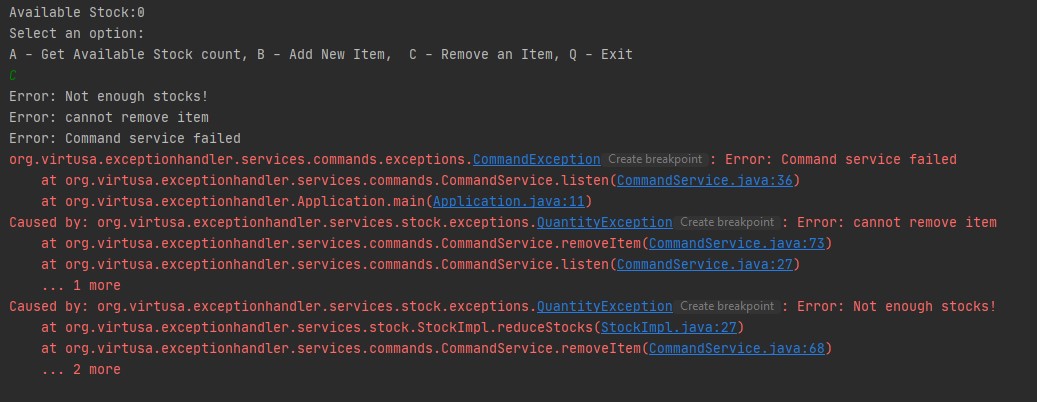 Available Stock:0
Select an option:
A - Get Available Stock count, B - Add New Item,  C - Remove an Item, Q - Exit
C
Error: Not enough stocks!
Error: cannot remove item
Error: Command service failed
org.virtusa.exceptionhandler.services.commands.exceptions.CommandException Create breakpoint : Error: Command service failed
    at org.virtusa.exceptionhandler.services.commands.CommandService.listen(CommandService.java:36)
    at org.virtusa.exceptionhandler.Application.main(Application.java:11)
Caused by: org.virtusa.exceptionhandler.services.stock.exceptions.QuantityException Create breakpoint : Error: cannot remove item
    at org.virtusa.exceptionhandler.services.commands.CommandService.removeItem(CommandService.java:73)
    at org.virtusa.exceptionhandler.services.commands.CommandService.listen(CommandService.java:27)
    ... 1 more
Caused by: org.virtusa.exceptionhandler.services.stock.exceptions.QuantityException Create breakpoint : Error: Not enough stocks!
    at org.virtusa.exceptionhandler.services.stock.StockImpl.reduceStocks(StockImpl.java:27)
    at org.virtusa.exceptionhandler.services.commands.CommandService.removeItem(CommandService.java:68)
    ... 2 more